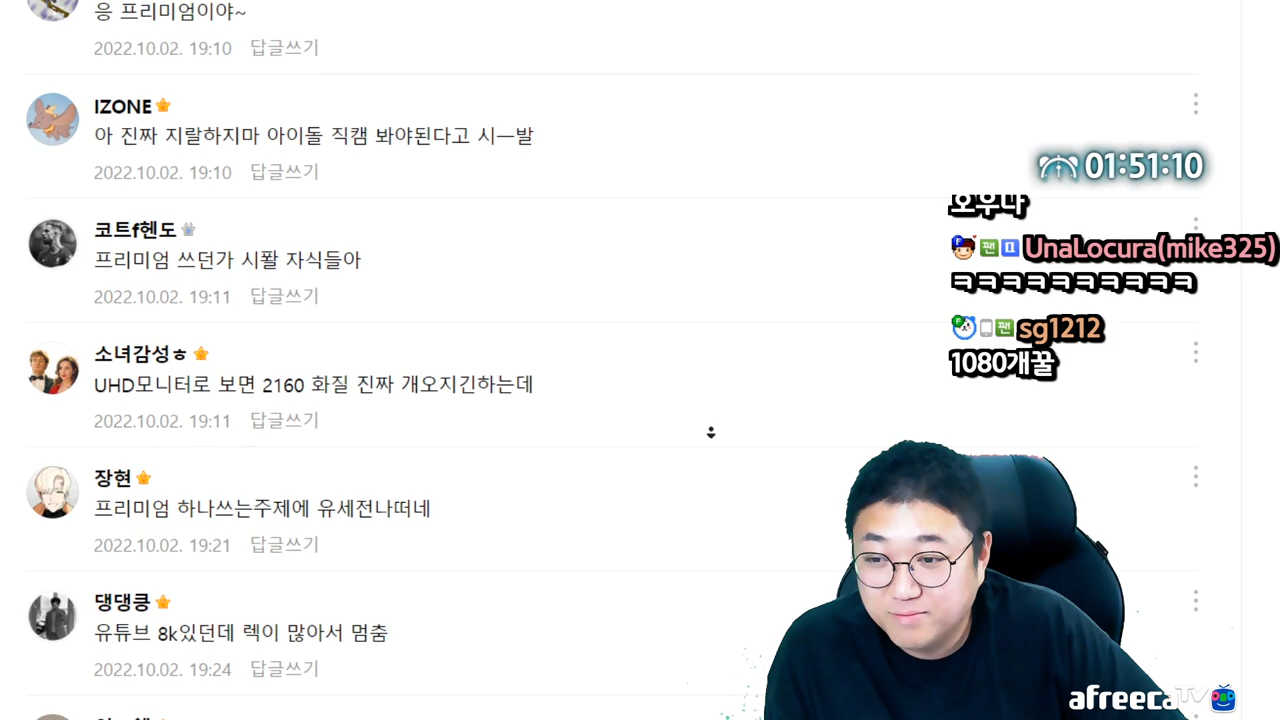 응 프리미엄이야~
2022.10.02. 19:10 답글쓰기
IZONE
아 진짜 지랄하지마 아이돌 직캠 봐야된다고 시ㅡ발
2022.10.02. 19:10 답글쓰기
코트f헨도
프리미엄 쓰던가 시퐐 자식들아
2022.10.02. 19:11 답글쓰기
소녀감성ㅎ
UHD모니터로 보면 2160 화질 진짜 개오지긴하는데
2022.10.02. 19:11 답글쓰기
장현
프리미엄 하나쓰는주제에 유세전나떠네
2022.10.02. 19:21 답글쓰기
댕댕킁
유튜브 8k있던데 렉이 많아서 멈춤
2022.10.02. 19:24 답글쓰기
01:51:10
호우냐
팬 UnaLocura(mike325)
ㅋㅋㅋㅋㅋㅋㅋㅋㅋㅋ
팬 sg1212
1080개꿀
afreecaTV